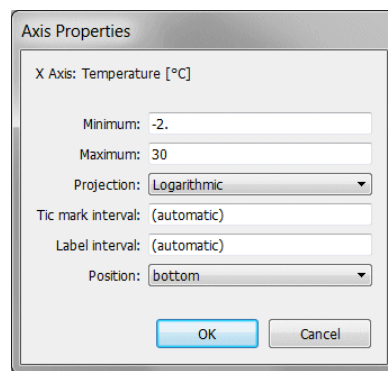 Axis Properties
X Axis: Temperature [°C]
Minimum: -2.
Maximum: 30
Projection: Logarithmic
Tic mark interval: (automatic)
Label interval: (automatic)
Position: bottom
OK Cancel